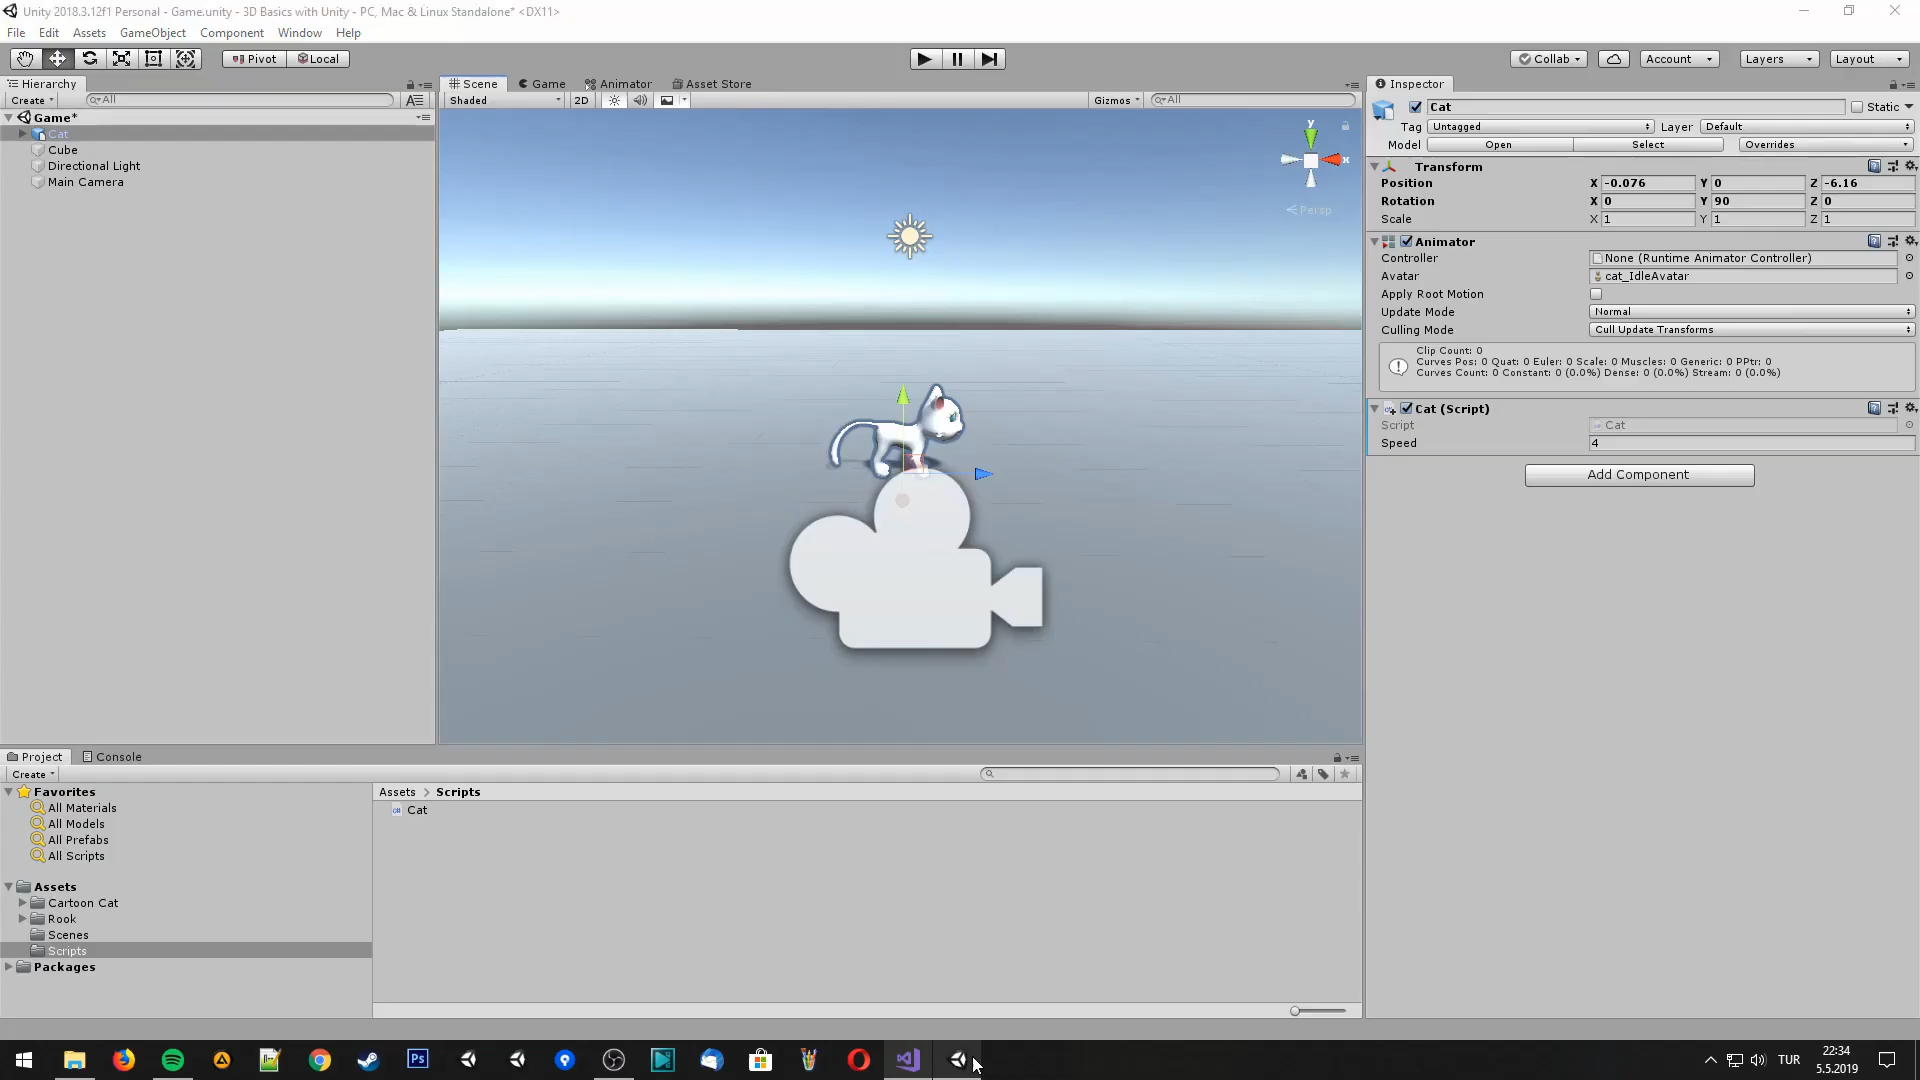 Unity 2018.3.12f1 Personal - Game.unity - 3D Basics with Unity - PC, Mac & Linux Standalone* <DX11>
File Edit Assets GameObject Component Window Help
Pivot Local Collab Account Layers Layout
Hierarchy
Create All
Game*
Cat
Cube
Directional Light
Main Camera
Scene Game Animator Asset Store
Shaded 2D Gizmos All
y
x
Persp
Inspector
Cat Static
Tag Untagged Layer Default
Model Open Select Overrides
Transform
Position X -0.076 Y 0 Z -6.16
Rotation X 0 Y 90 Z 0
Scale X 1 Y 1 Z 1
Animator
Controller None (Runtime Animator Controller)
Avatar cat_IdleAvatar
Apply Root Motion
Update Mode Normal
Culling Mode Cull Update Transforms
Clip Count: 0
Curves Pos: 0 Quat: 0 Euler: 0 Scale: 0 Muscles: 0 Generic: 0 PPtr: 0
Curves Count: 0 Constant: 0 (0.0%) Dense: 0 (0.0%) Stream: 0 (0.0%)
Cat (Script)
Script Cat
Speed 4
Add Component
Project Console
Create
Favorites
All Materials
All Models
All Prefabs
All Scripts
Assets
Cartoon Cat
Rook
Scenes
Scripts
Packages
Assets > Scripts
Cat
Ps
TUR
22:34
5.5.2019